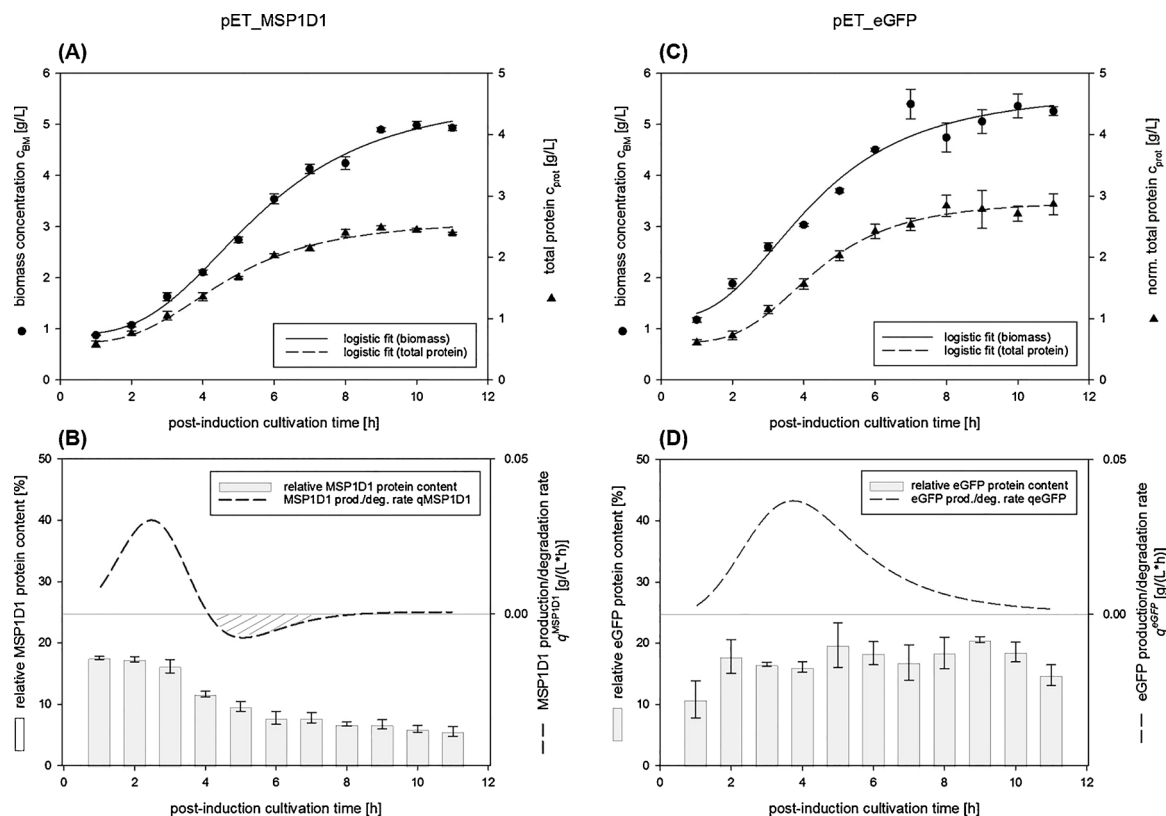 pET_MSP1D1
pET_eGFP
(A)
6
5
4
3
2
1
0
5
4
3
2
1
0
0 2 4 6 8 10 12
biomass concentration cBM [g/L]
total protein cprot [g/L]
logistic fit (biomass)
logistic fit (total protein)
post-induction cultivation time [h]
(C)
6
5
4
3
2
1
0
5
4
3
2
1
0
0 2 4 6 8 10 12
biomass concentration cBM [g/L]
norm. total protein cprot [g/L]
logistic fit (biomass)
logistic fit (total protein)
post-induction cultivation time [h]
(B)
50
40
30
20
10
0
0.05
0.00
0 2 4 6 8 10 12
relative MSP1D1 protein content [%]
MSP1D1 production/degradation rate
qMSP1D1 [g/(L*h)]
relative MSP1D1 protein content
MSP1D1 prod./deg. rate qMSP1D1
post-induction cultivation time [h]
(D)
50
40
30
20
10
0
0.05
0.00
0 2 4 6 8 10 12
relative eGFP protein content [%]
eGFP production/degradation rate
qeGFP [g/(L*h)]
relative eGFP protein content
eGFP prod./deg. rate qeGFP
post-induction cultivation time [h]